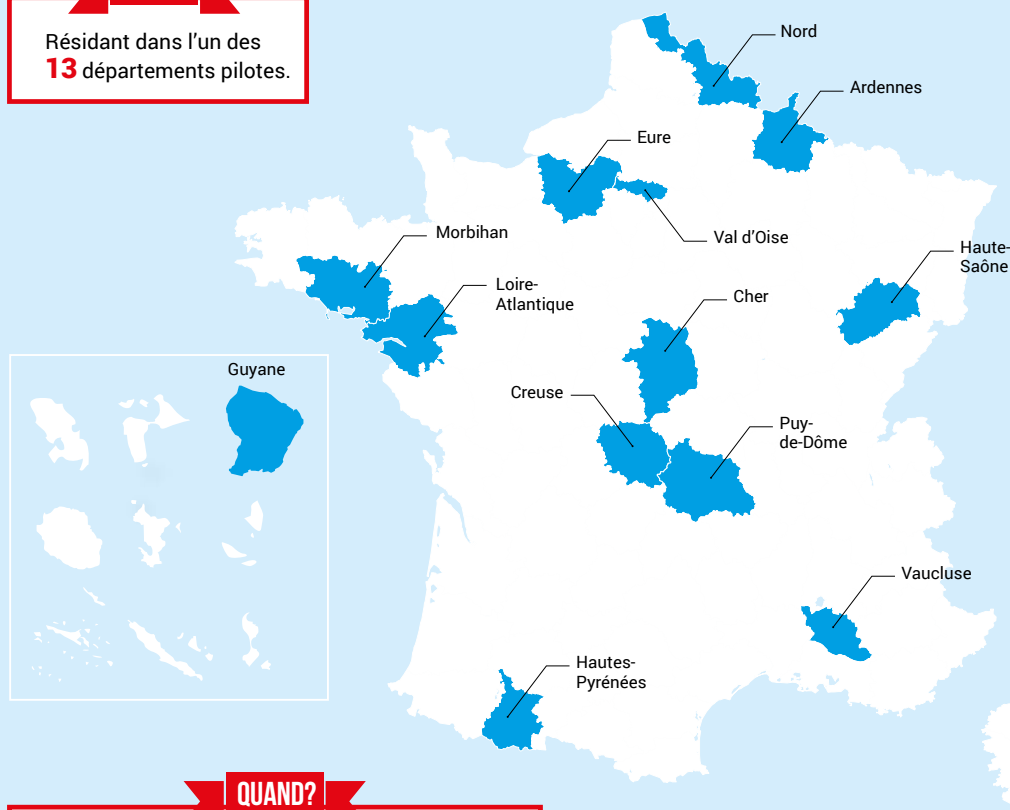 Résidant dans l'un des
13 départements pilotes.
Nord
Ardennes
Eure
Val d'Oise
Morbihan
Loire-
Atlantique
Haute-
Saône
Cher
Guyane
Creuse
Puy-
de-Dôme
Vaucluse
Hautes-
Pyrénées
QUAND?